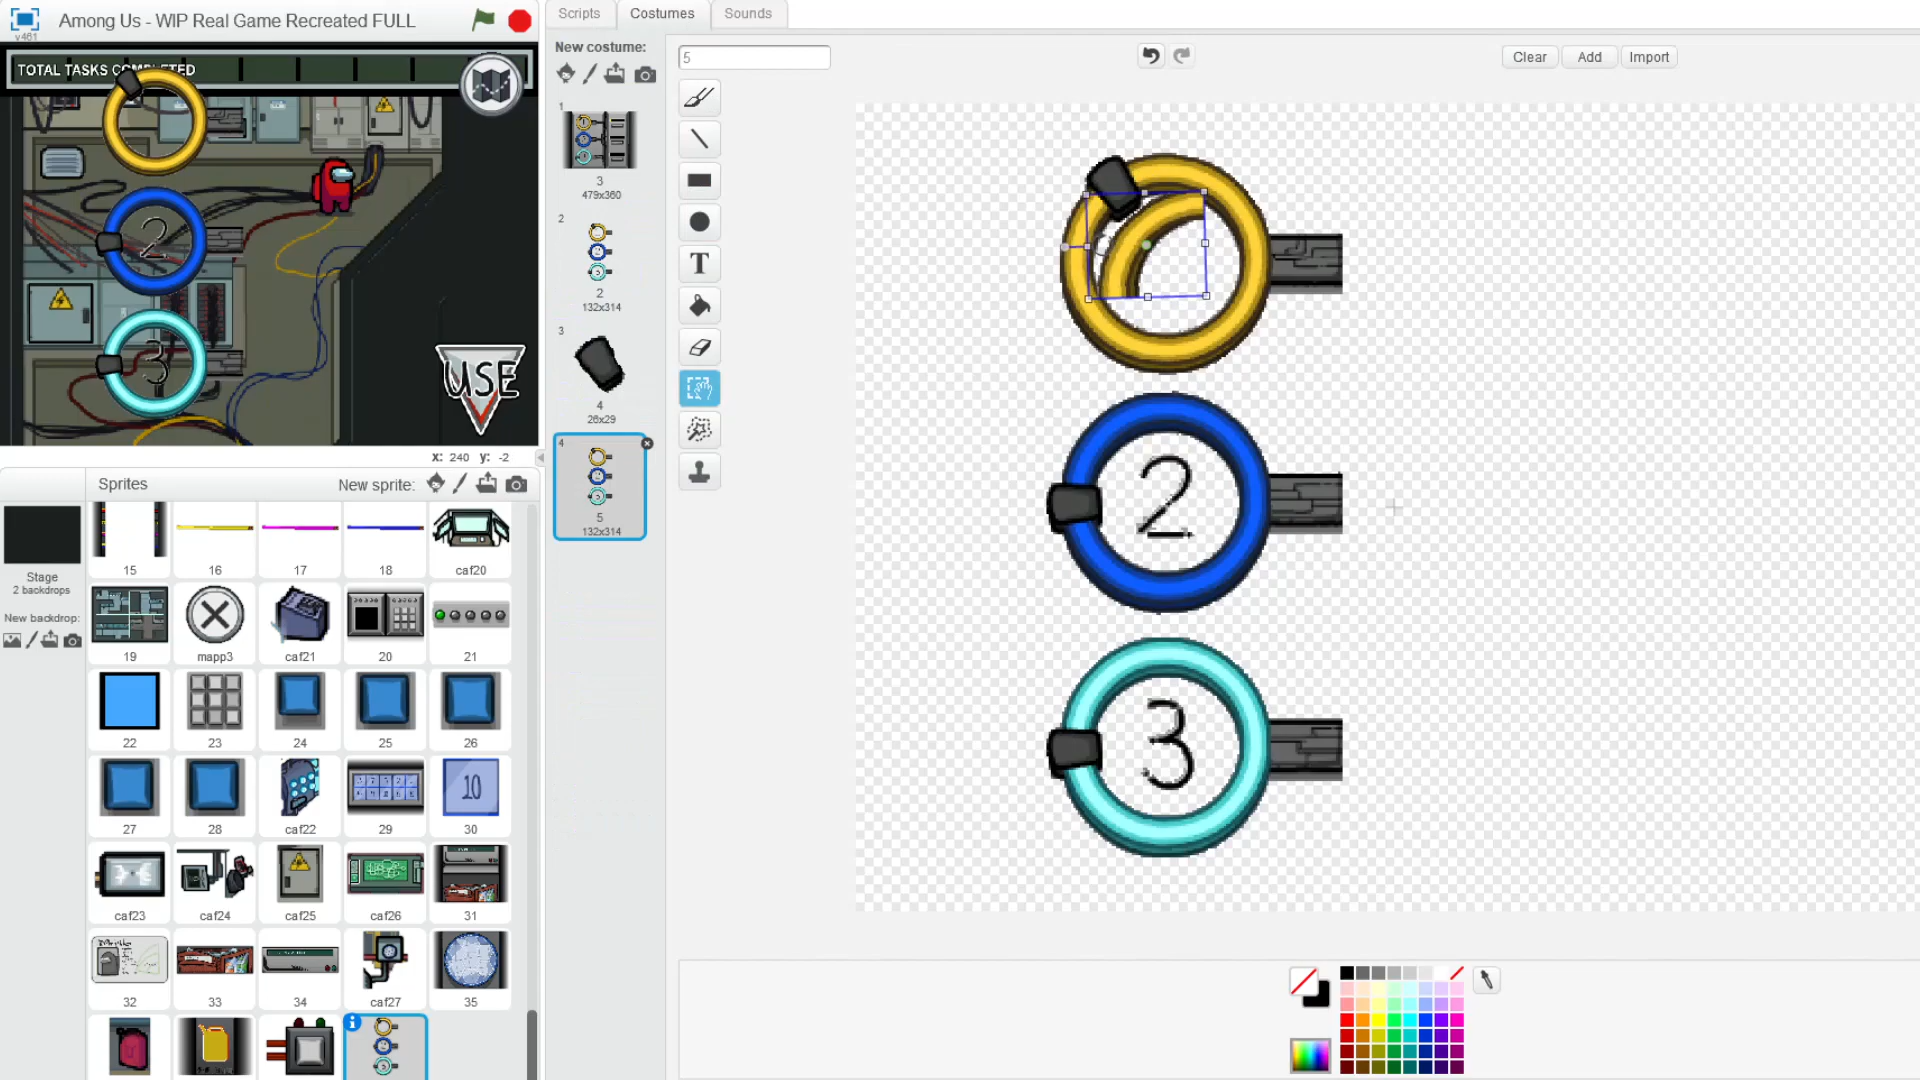 Among Us - WIP Real Game Recreated FULL
v461
Scripts
Costumes
Sounds
New costume:
5
Clear
Add
Import
TOTAL TASKS COMPLETED
2
3
USE
x: 240 y: -2
1
3
479x360
2
2
132x314
3
4
26x29
4
5
132x314
T
2
3
Sprites
New sprite:
Stage
2 backdrops
New backdrop:
15
16
17
18
caf20
19
mapp3
caf21
20
21
22
23
24
25
26
27
28
caf22
29
10
30
caf23
caf24
caf25
caf26
31
32
33
34
caf27
35